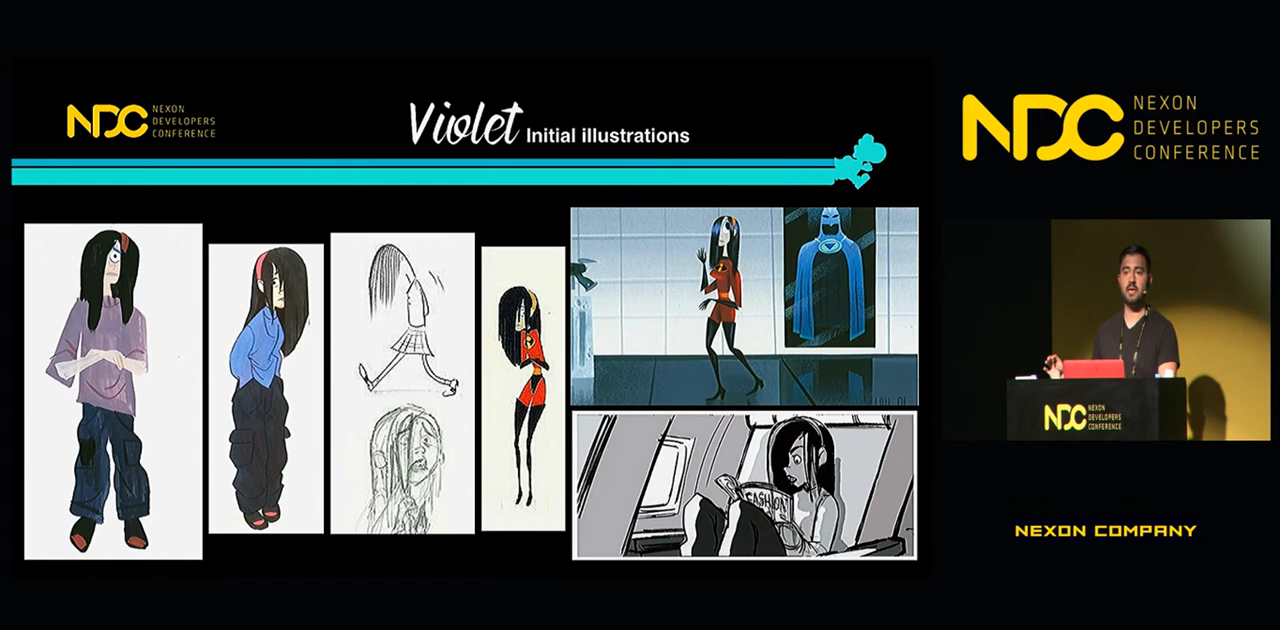 NDC
NEXON
DEVELOPERS
CONFERENCE
Violet Initial illustrations
FASHION
NDC
NEXON
DEVELOPERS
CONFERENCE
NDC
NEXON
DEVELOPERS
CONFERENCE
NEXON COMPANY